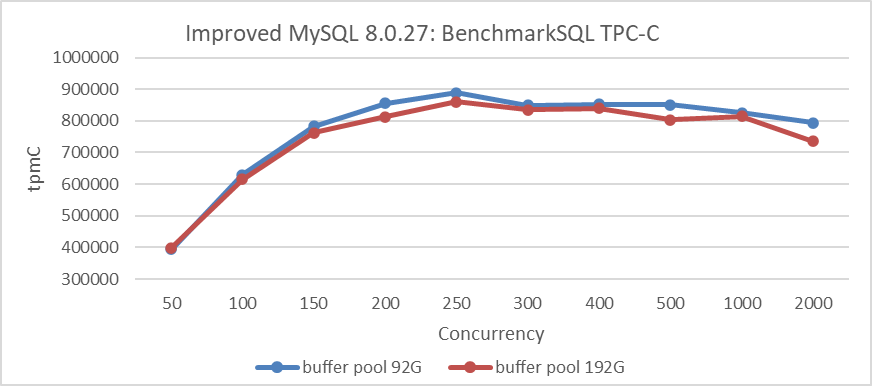 Improved MySQL 8.0.27: BenchmarkSQL TPC-C
1000000
900000
800000
700000
600000
500000
400000
300000
tpmC
50 100 150 200 250 300 400 500 1000 2000
Concurrency
buffer pool 92G buffer pool 192G